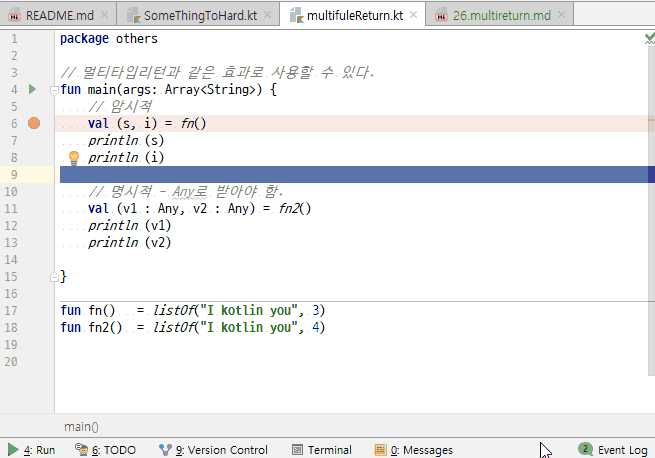 README.md SomeThingToHard.kt multifuleReturn.kt 26.multireturn.md
1 package others
2
3 // 멀티타입리턴과 같은 효과로 사용할 수 있다.
4 fun main(args: Array<String>) {
5 // 암시적
6 val (s, i) = fn()
7 println (s)
8 println (i)
9
10 // 명시적 - Any로 받아야 함.
11 val (v1 : Any, v2 : Any) = fn2()
12 println (v1)
13 println (v2)
14
15 }
16
17 fun fn() = listOf("I kotlin you", 3)
18 fun fn2() = listOf("I kotlin you", 4)
19
20
main()
4: Run 6: TODO 9: Version Control Terminal 0: Messages 2 Event Log